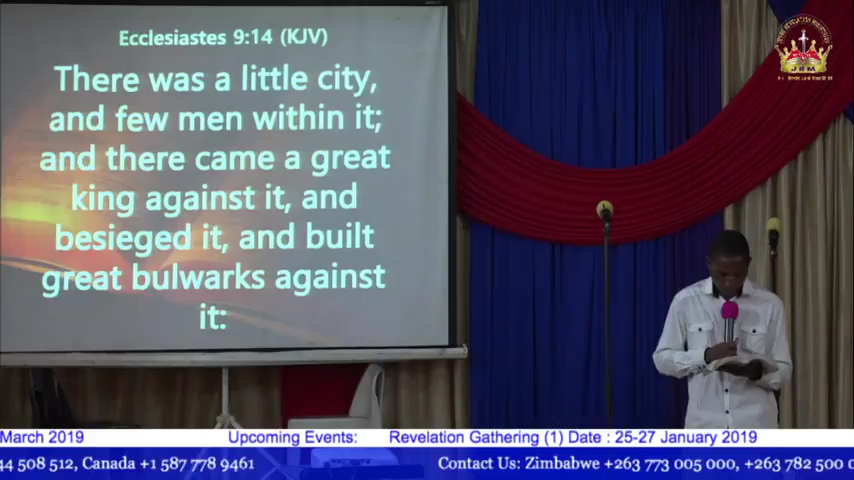 Ecclesiastes 9:14 (KJV)
There was a little city,
and few men within it;
and there came a great
king against it, and
besieged it, and built
great bulwarks against
it:
JRM
March 2019 Upcoming Events: Revelation Gathering (1) Date : 25-27 January 2019
44 508 512, Canada +1 587 778 9461 Contact Us: Zimbabwe +263 773 005 000, +263 782 500 0